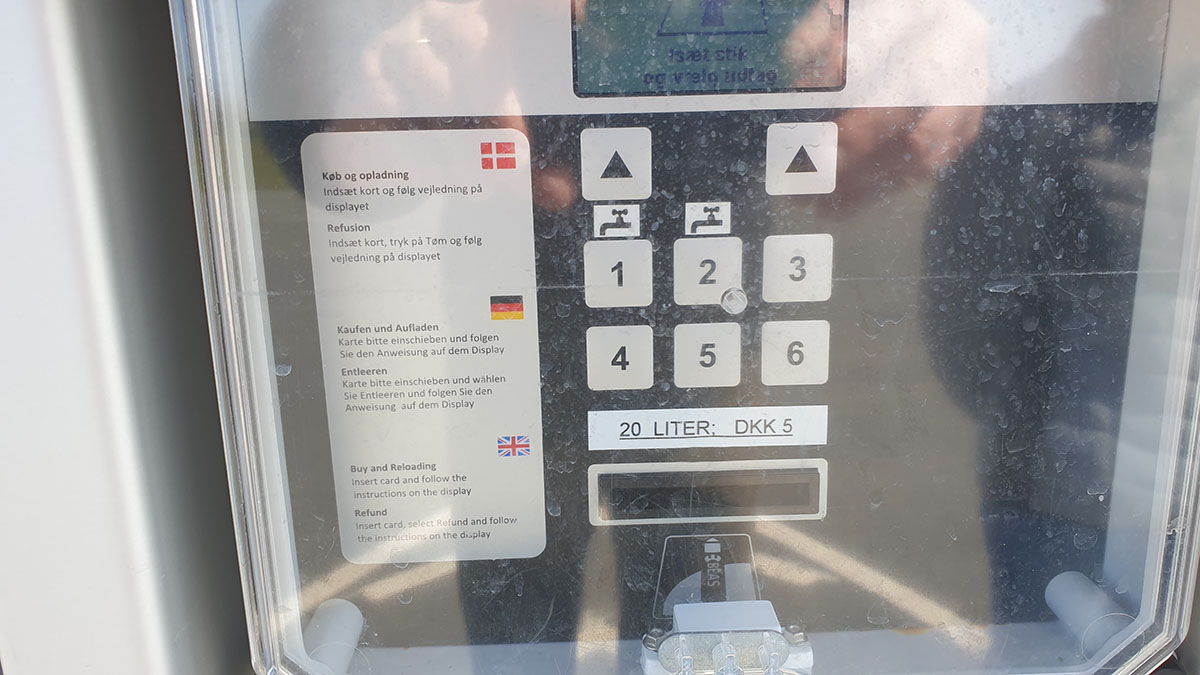 Isæt stik
og vælg udtag
Køb og opladning
Indsæt kort og følg vejledning på
displayet
Refusion
Indsæt kort, tryk på Tøm og følg
vejledning på displayet
Kaufen und Aufladen
Karte bitte einschieben und folgen
Sie den Anweisung auf dem Display
Entleeren
Karte bitte einschieben und wählen
Sie Entleeren und folgen Sie den
Anweisung auf dem Display
Buy and Reloading
Insert card and follow the
instructions on the display
Refund
Insert card, select Refund and follow
the instructions on the display
1 2 3
4 5 6
20 LITER; DKK 5
BEAS